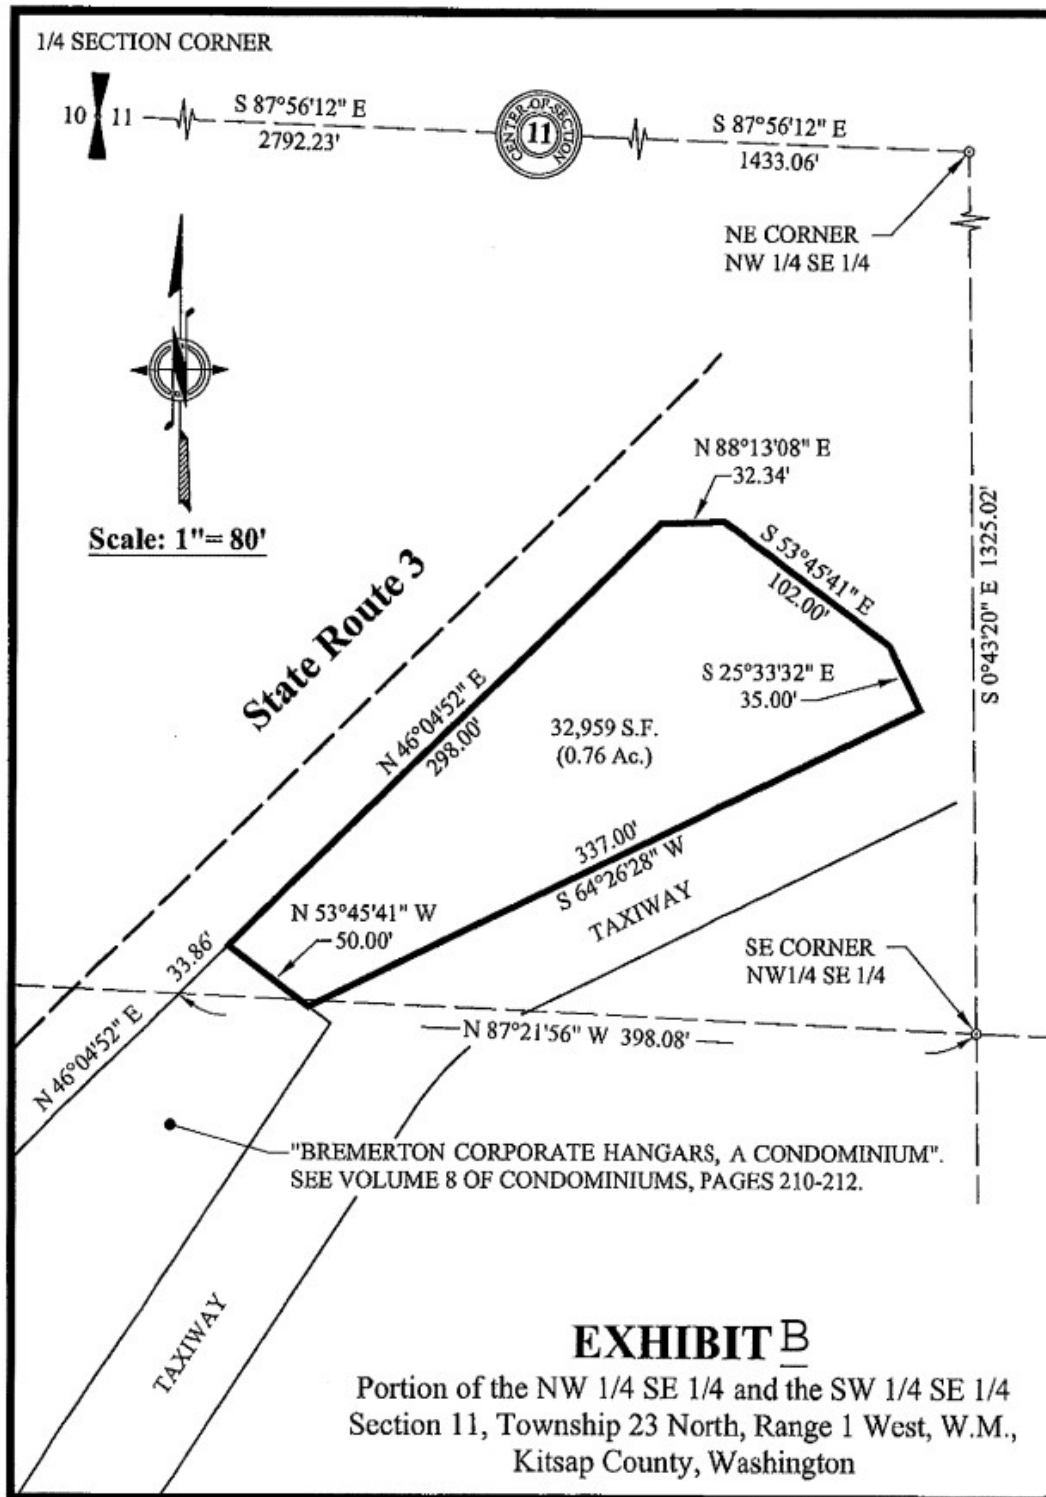 1/4 SECTION CORNER
10 11
S 87°56'12" E
2792.23'
CENTER-OF-SECTION
11
S 87°56'12" E
1433.06'
NE CORNER
NW 1/4 SE 1/4
Scale: 1"= 80'
State Route 3
N 88°13'08" E
32.34'
S 53°45'41" E
102.00'
S 0°43'20" E 1325.02'
S 25°33'32" E
35.00'
N 46°04'52" E
298.00'
32,959 S.F.
(0.76 Ac.)
337.00'
S 64°26'28" W
TAXIWAY
N 53°45'41" W
50.00'
33.86'
SE CORNER
NW1/4 SE 1/4
N 87°21'56" W 398.08'
N 46°04'52" E
"BREMERTON CORPORATE HANGARS, A CONDOMINIUM".
SEE VOLUME 8 OF CONDOMINIUMS, PAGES 210-212.
TAXIWAY
EXHIBIT B
Portion of the NW 1/4 SE 1/4 and the SW 1/4 SE 1/4
Section 11, Township 23 North, Range 1 West, W.M.,
Kitsap County, Washington